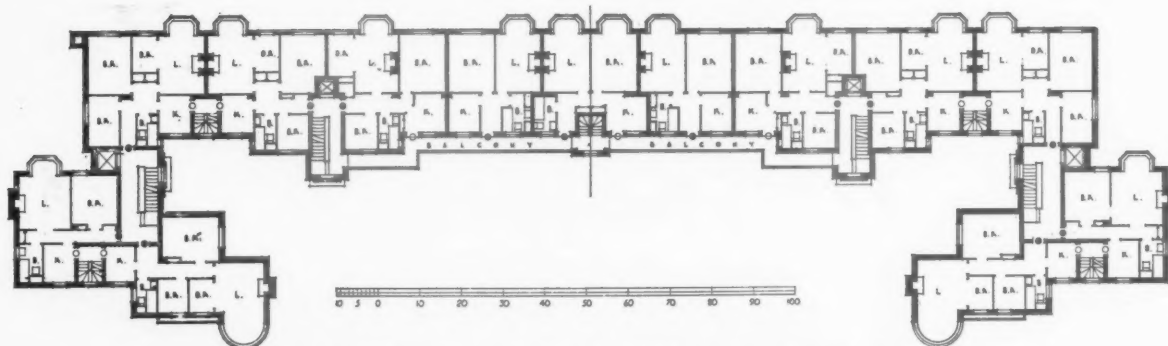 B.R. B.R. L. L. B.R. B.R. B.R. L. B.R. B.R. L. L. B.R. L. B.R. B.R. L. B.R. B.R. B.R. L. L. B.R. B.R.
B.R. B. K. K. B. B.R. B.R. B. K. K. B. B. K. B. K. K. B. B.R. B.R. B. K. K. B. B.R.
BALCONY BALCONY
L. B.R. B.R. L.
B.R. B.R.
B. K. K. K. K. B.
B. B.R. B.R. L. L. B.R. B.R. B.
10 5 0 10 20 30 40 50 60 70 80 90 100